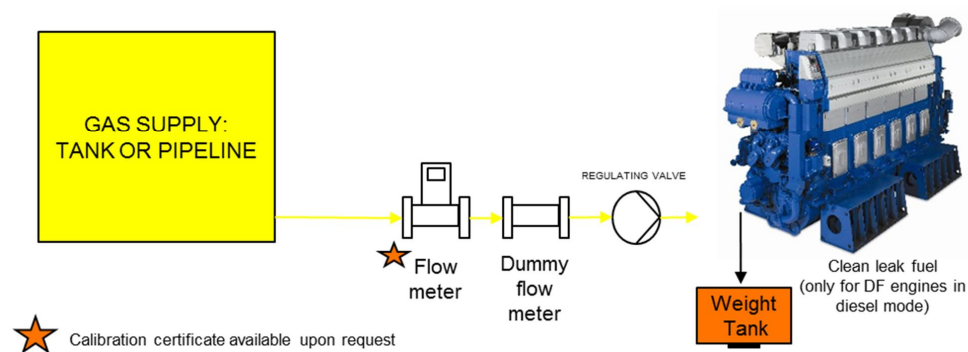 GAS SUPPLY:
TANK OR PIPELINE
REGULATING VALVE
Flow
meter
Dummy
flow
meter
Clean leak fuel
(only for DF engines in
diesel mode)
Weight
Tank
Calibration certificate available upon request